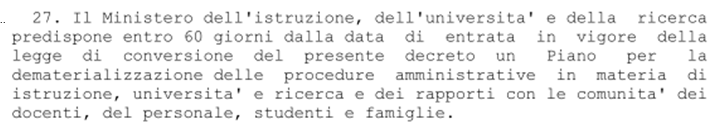 27. Il Ministero dell'istruzione, dell'universita' e della ricerca
predispone entro 60 giorni dalla data di entrata in vigore della
legge di conversione del presente decreto un Piano per la
dematerializzazione delle procedure amministrative in materia di
istruzione, universita' e ricerca e dei rapporti con le comunita' dei
docenti, del personale, studenti e famiglie.